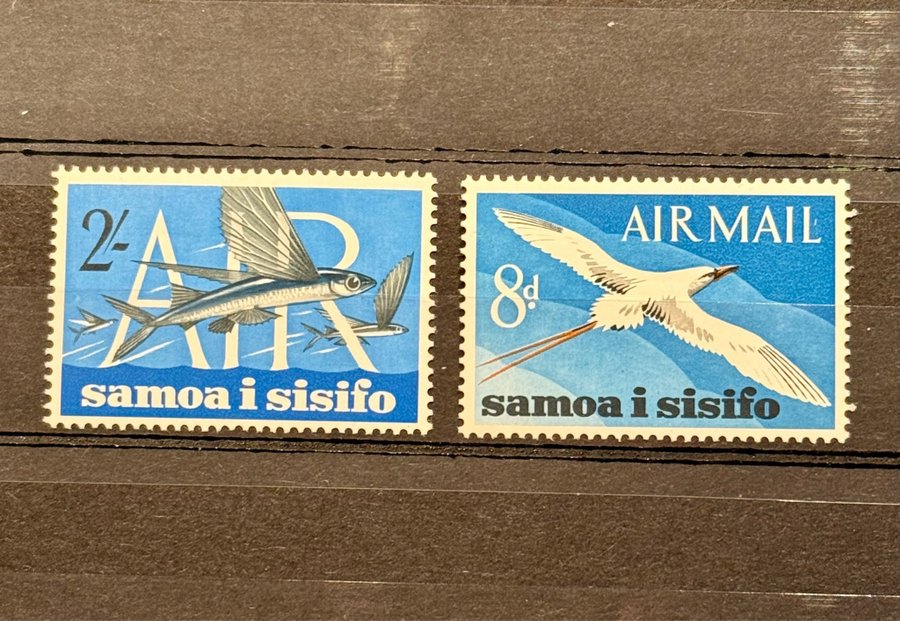 2/-
AIR
samoa i sisifo
AIR MAIL
8d.
samoa i sisifo